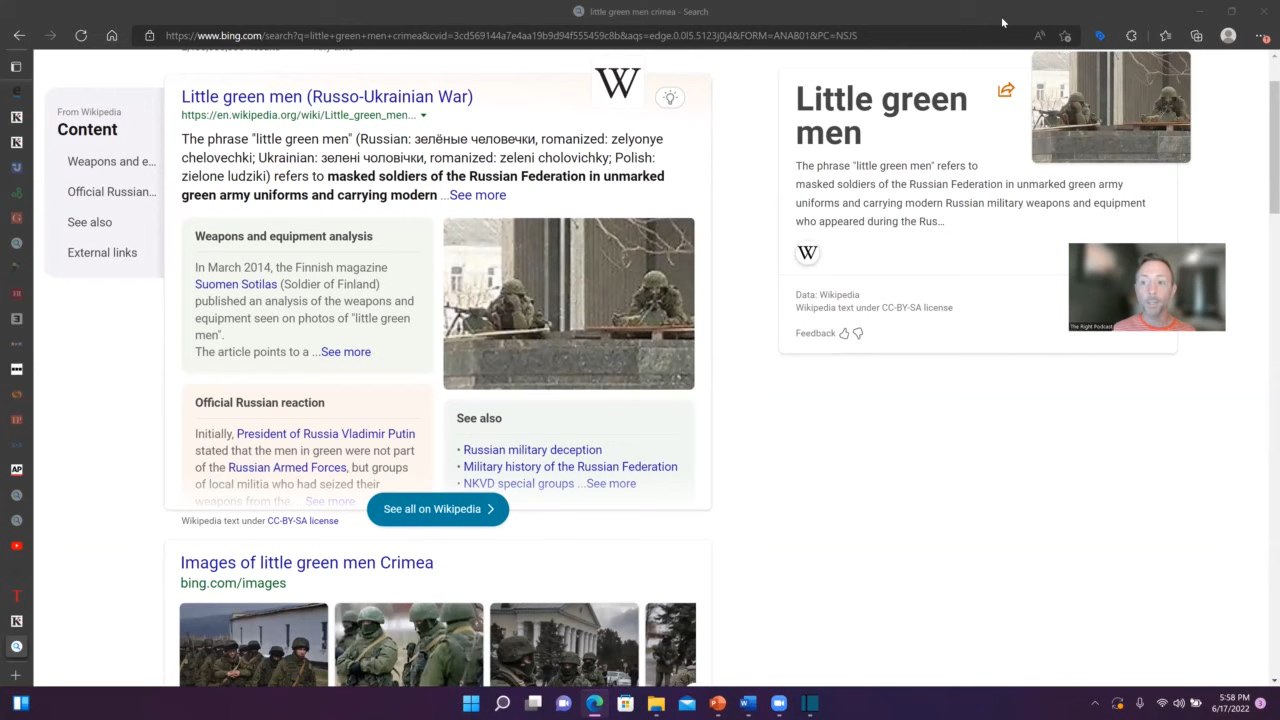 little green men crimea - Search
https://www.bing.com/search?q=little+green+men+crimea&cvid=3cd569144a7e4aa19b9d94f555459c8b&aqs=edge.0.0l5.5123j0j4&FORM=ANAB01&PC=NSJS
From Wikipedia
Content
Weapons and e...
Official Russian...
See also
External links
Little green men (Russo-Ukrainian War)
https://en.wikipedia.org/wiki/Little_green_men...
W
The phrase "little green men" (Russian: зелёные человечки, romanized: zelyonye
chelovechki; Ukrainian: зелені чоловічки, romanized: zeleni cholovichky; Polish:
zielone ludziki) refers to masked soldiers of the Russian Federation in unmarked
green army uniforms and carrying modern ...See more
Weapons and equipment analysis
In March 2014, the Finnish magazine
Suomen Sotilas (Soldier of Finland)
published an analysis of the weapons and
equipment seen on photos of "little green
men".
The article points to a ...See more
Official Russian reaction
Initially, President of Russia Vladimir Putin
stated that the men in green were not part
of the Russian Armed Forces, but groups
of local militia who had seized their
weapons from the... See more
See also
• Russian military deception
• Military history of the Russian Federation
• NKVD special groups ...See more
See all on Wikipedia
Wikipedia text under CC-BY-SA license
Images of little green men Crimea
bing.com/images
Little green
men
The phrase "little green men" refers to
masked soldiers of the Russian Federation in unmarked green army
uniforms and carrying modern Russian military weapons and equipment
who appeared during the Rus...
W
Data: Wikipedia
Wikipedia text under CC-BY-SA license
Feedback
The Right Podcast
5:58 PM
6/17/2022